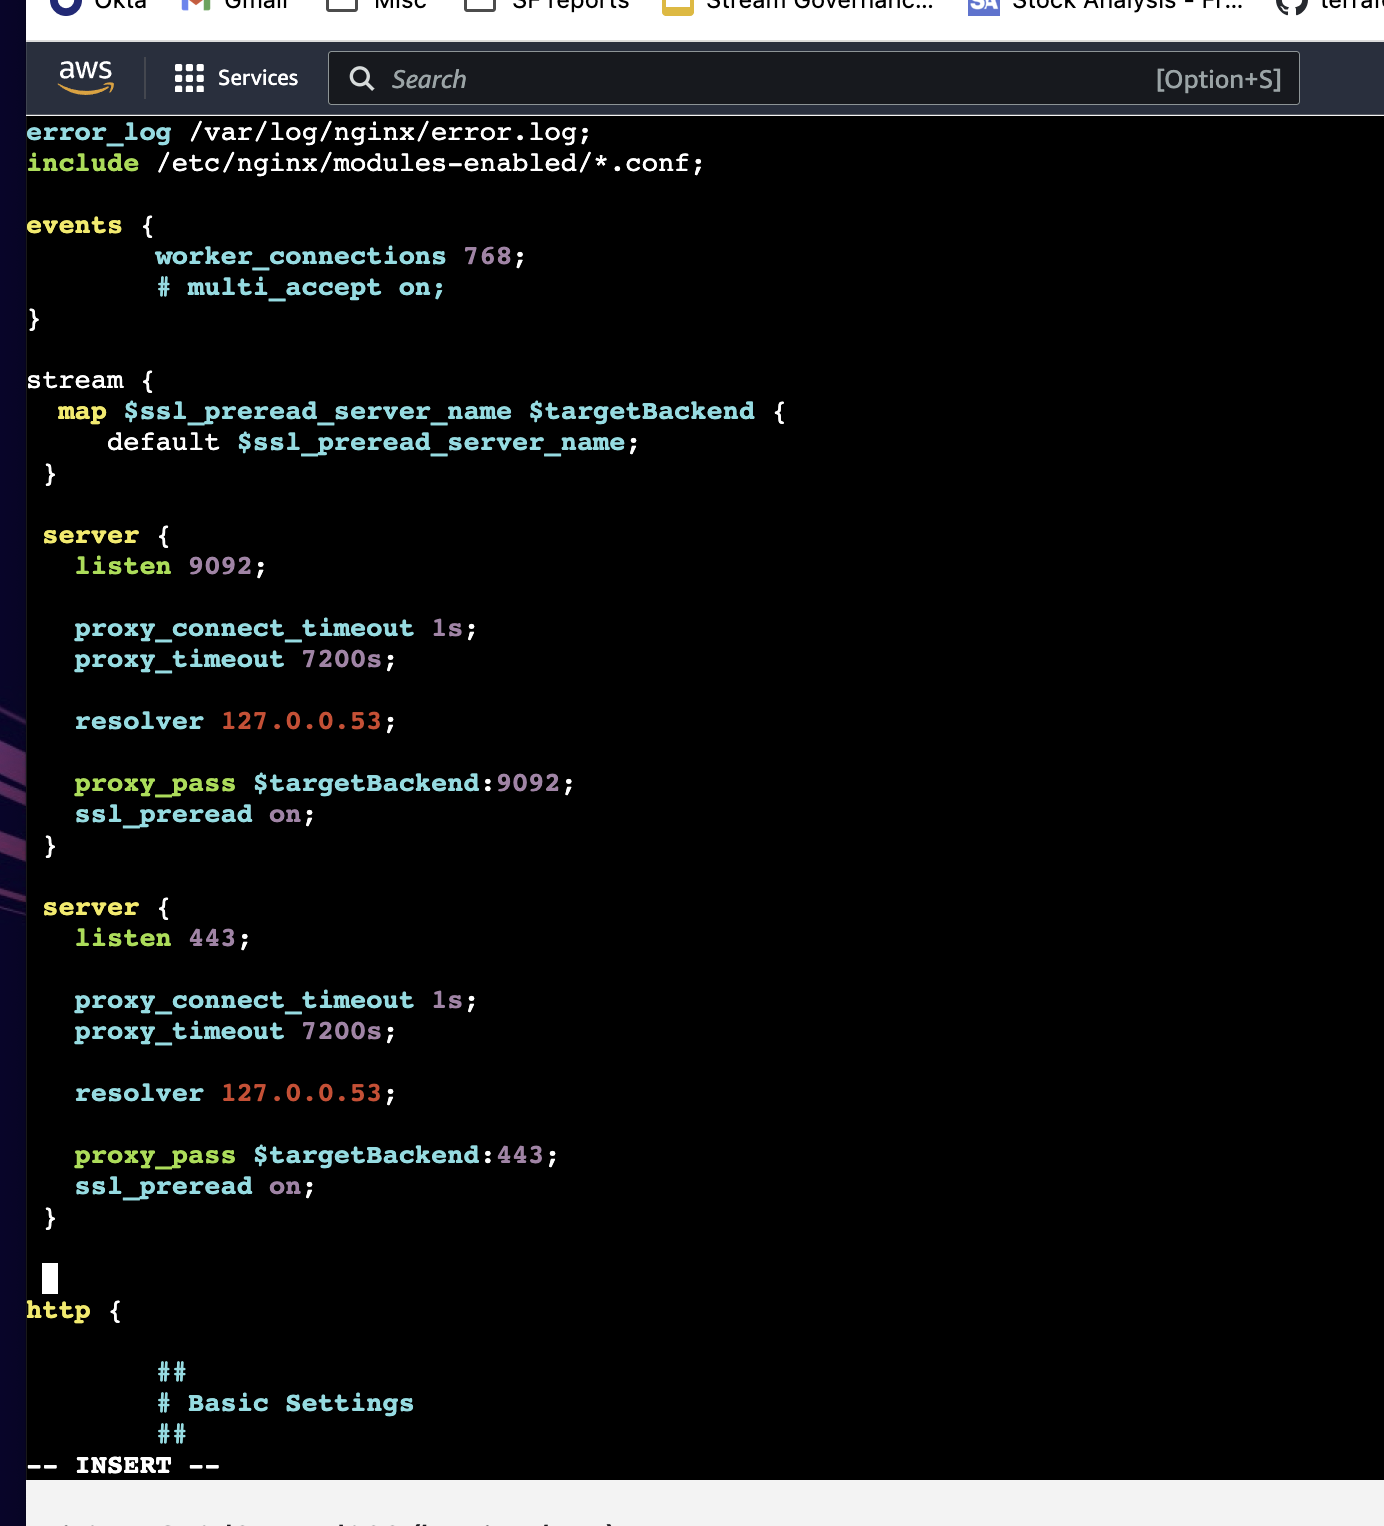 Okta Gmail Misc SF reports Stream Governanc... SA Stock Analysis - Fr...
aws Services Search [Option+S]
error_log /var/log/nginx/error.log;
include /etc/nginx/modules-enabled/*.conf;
events {
worker_connections 768;
# multi_accept on;
}
stream {
map $ssl_preread_server_name $targetBackend {
default $ssl_preread_server_name;
}
server {
listen 9092;
proxy_connect_timeout 1s;
proxy_timeout 7200s;
resolver 127.0.0.53;
proxy_pass $targetBackend:9092;
ssl_preread on;
}
server {
listen 443;
proxy_connect_timeout 1s;
proxy_timeout 7200s;
resolver 127.0.0.53;
proxy_pass $targetBackend:443;
ssl_preread on;
}
http {
##
# Basic Settings
##
-- INSERT --